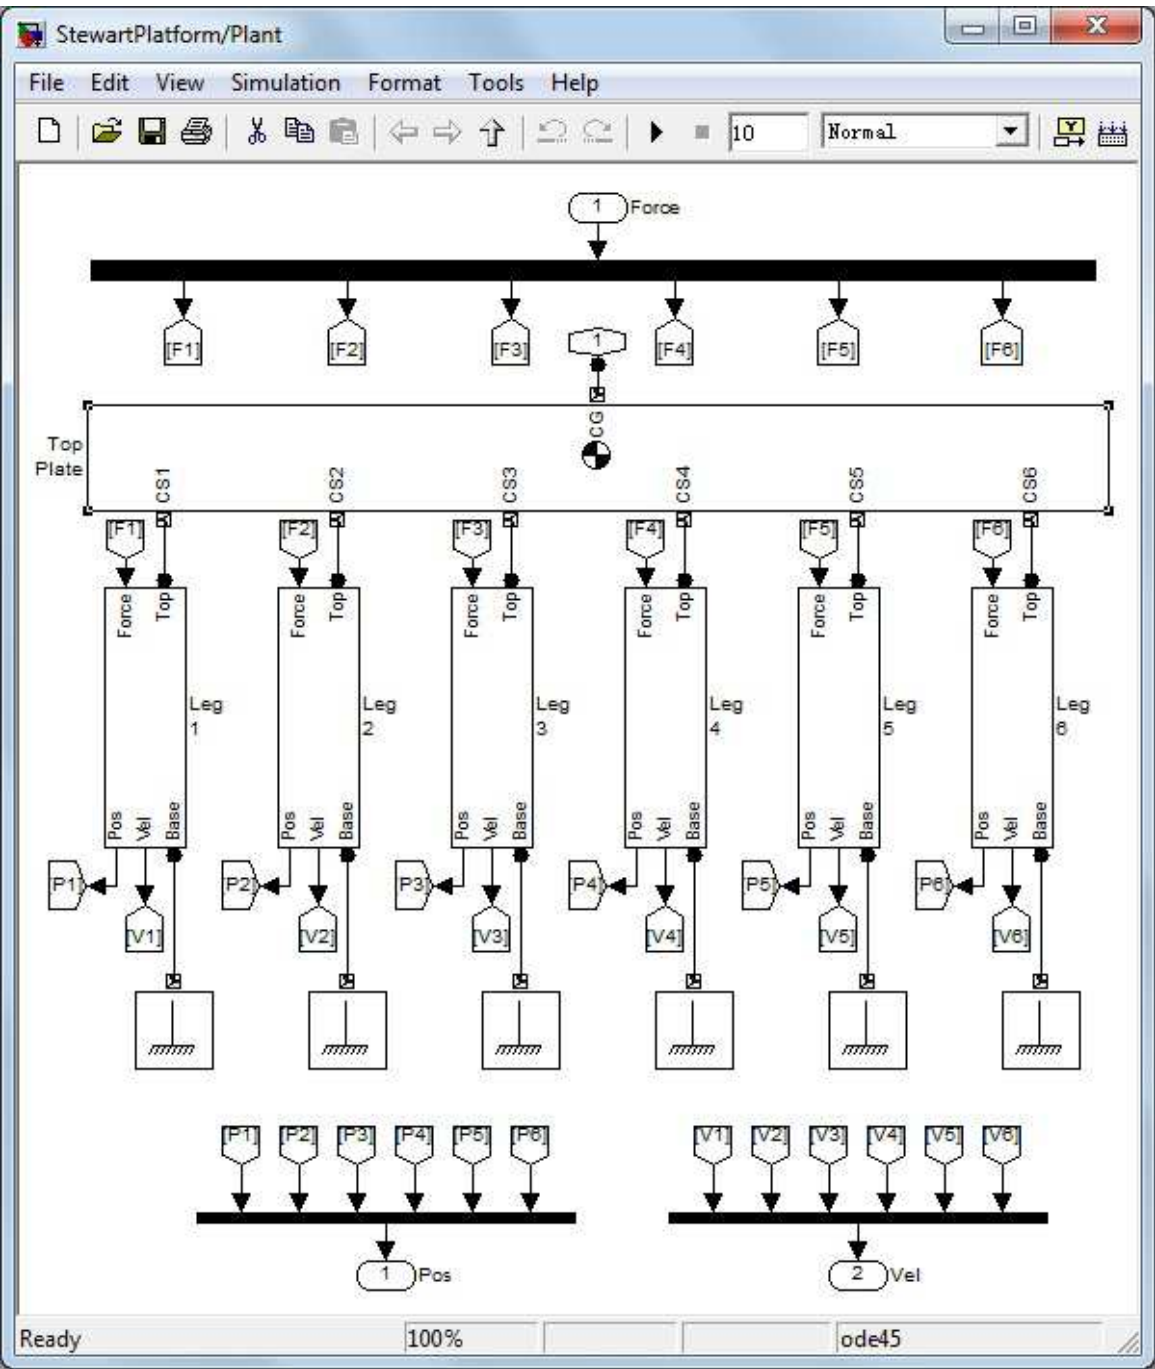 StewartPlatform/Plant
File Edit View Simulation Format Tools Help
10 Normal
1 Force
[F1] [F2] [F3] 1 [F4] [F5] [F6]
Top
Plate
CG
CS1 CS2 CS3 CS4 CS5 CS6
[F1] [F2] [F3] [F4] [F5] [F6]
Force Top Force Top Force Top Force Top Force Top Force Top
Leg Leg Leg Leg Leg Leg
1 2 3 4 5 6
Pos Vel Base Pos Vel Base Pos Vel Base Pos Vel Base Pos Vel Base Pos Vel Base
[P1] [P2] [P3] [P4] [P5] [P6]
[V1] [V2] [V3] [V4] [V5] [V6]
[P1] [P2] [P3] [P4] [P5] [P6] [V1] [V2] [V3] [V4] [V5] [V6]
1 Pos 2 Vel
Ready 100% ode45